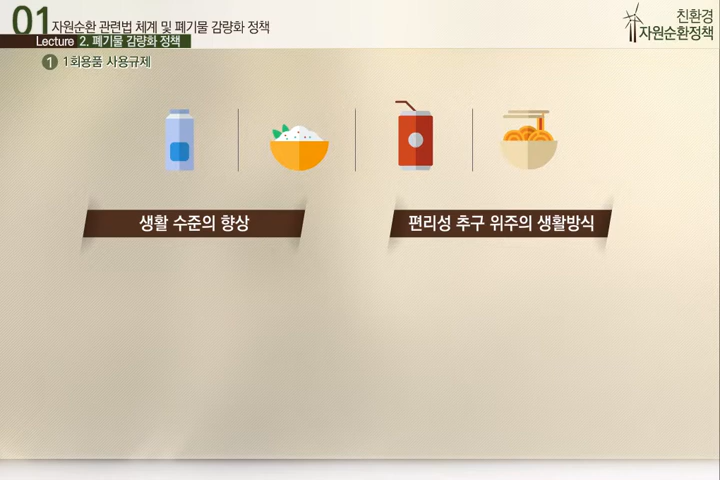 01 자원순환 관련법 체계 및 폐기물 감량화 정책
Lecture 2. 폐기물 감량화 정책
친환경
자원순환정책
1 1회용품 사용규제
생활 수준의 향상
편리성 추구 위주의 생활방식